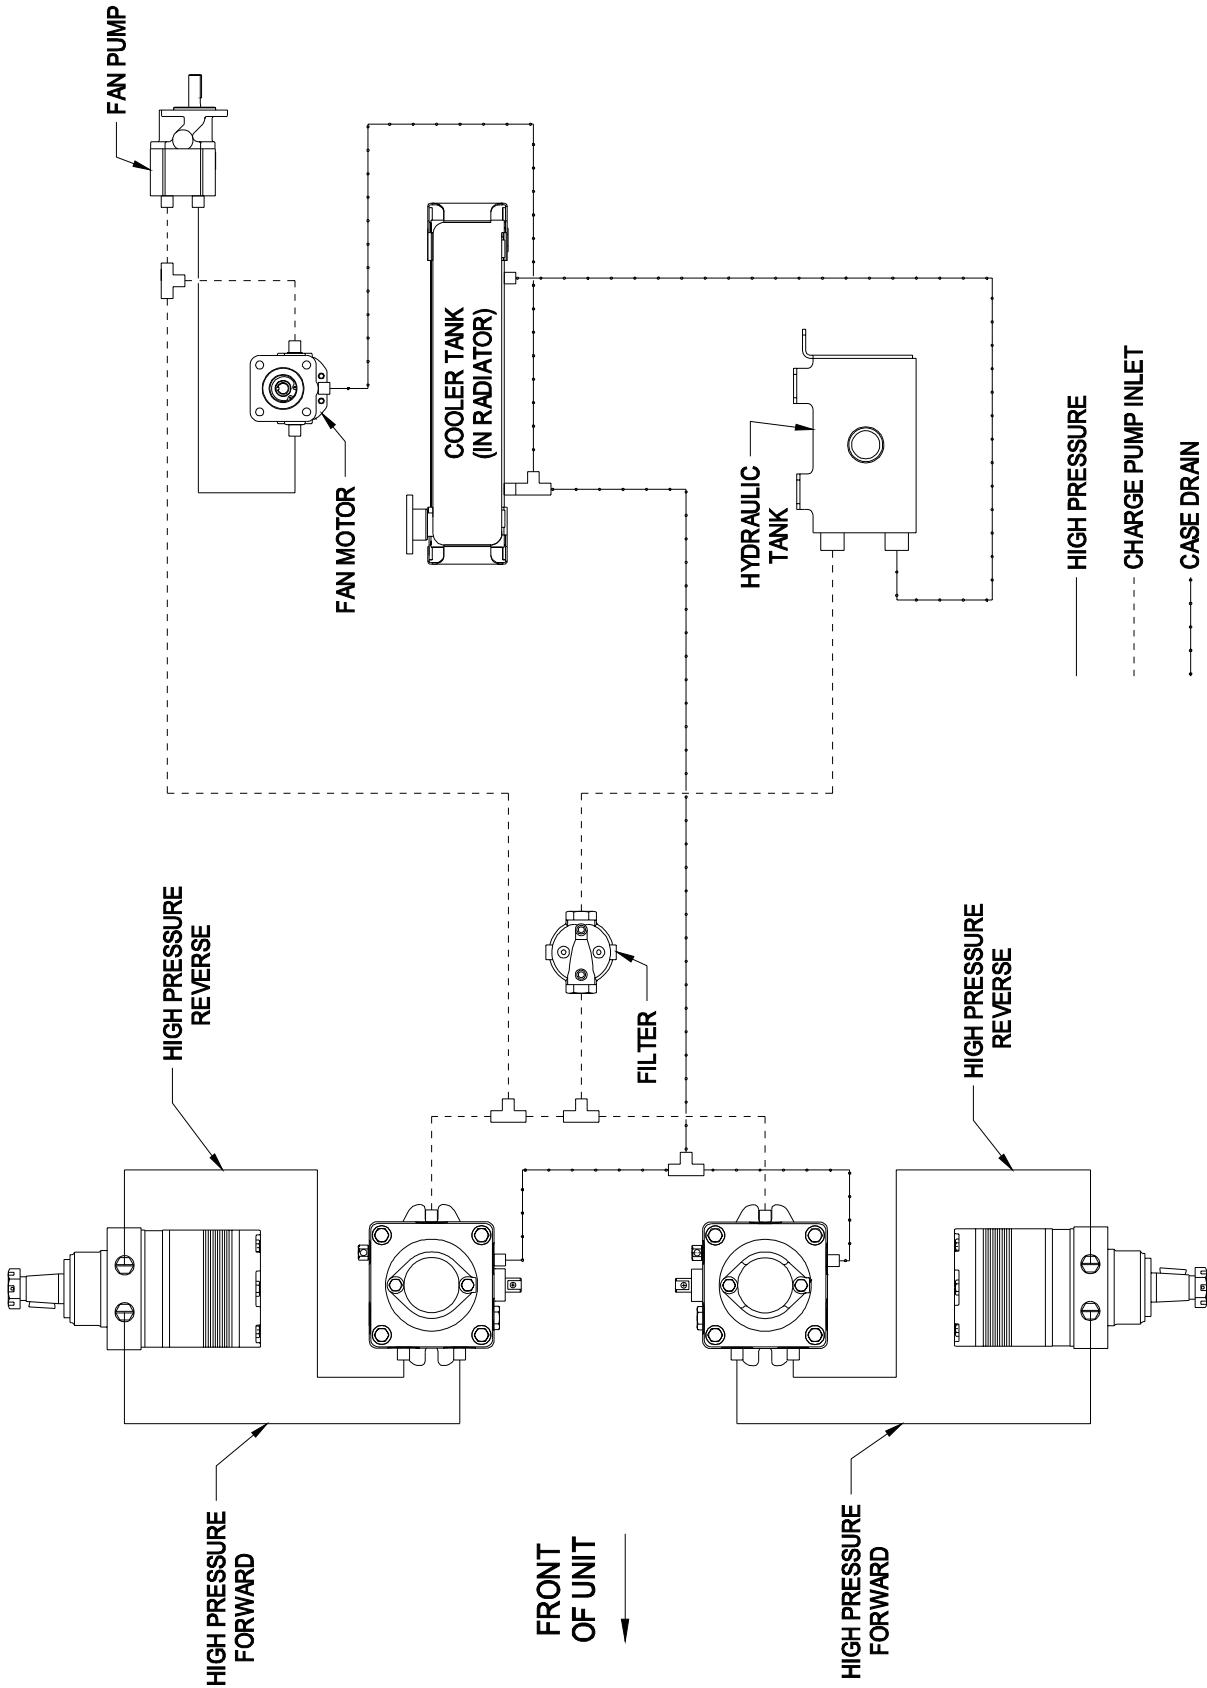 FAN PUMP
FAN MOTOR
COOLER TANK
(IN RADIATOR)
HYDRAULIC
TANK
HIGH PRESSURE
CHARGE PUMP INLET
CASE DRAIN
HIGH PRESSURE
REVERSE
FILTER
HIGH PRESSURE
REVERSE
HIGH PRESSURE
FORWARD
FRONT
OF UNIT
HIGH PRESSURE
FORWARD